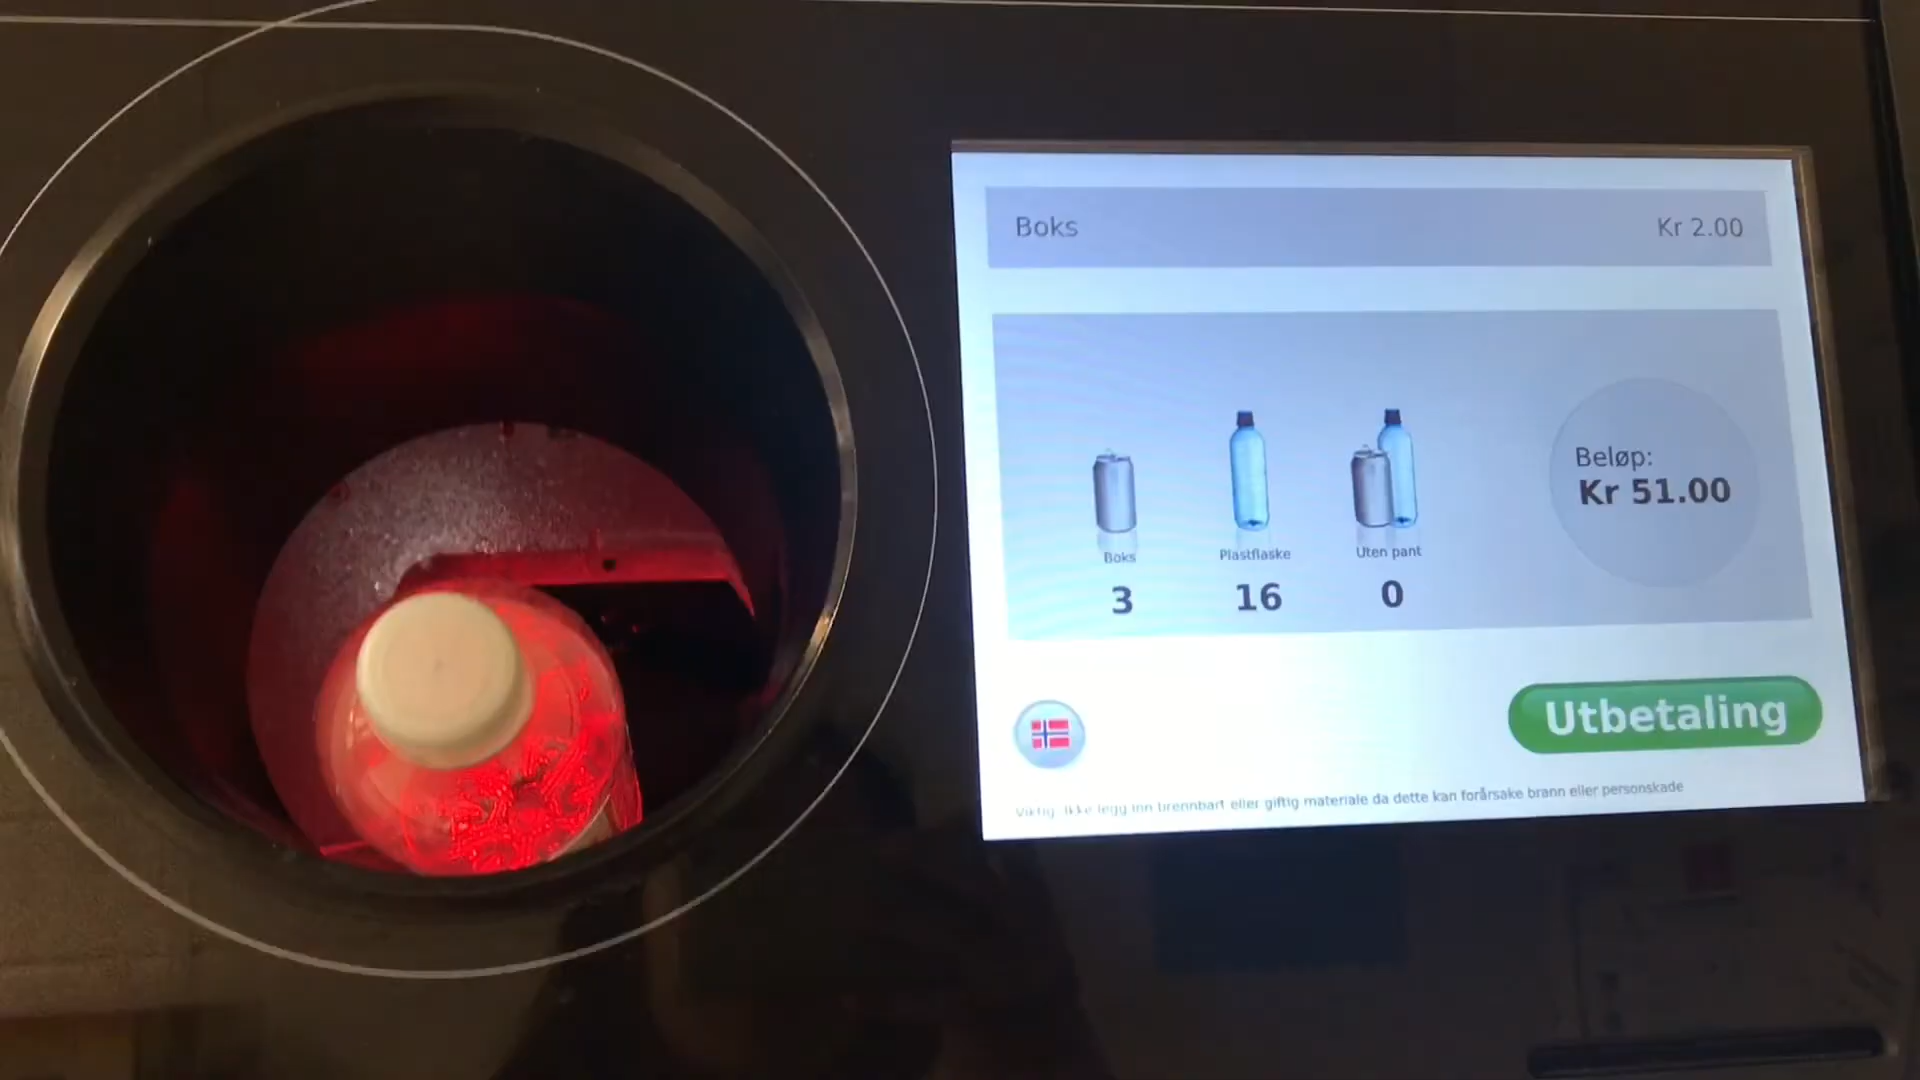 Boks Kr 2.00
Beløp:
Kr 51.00
Boks Plastflaske Uten pant
3 16 0
Utbetaling
Viktig: Ikke legg inn brennbart eller giftig materiale da dette kan forårsake brann eller personskade